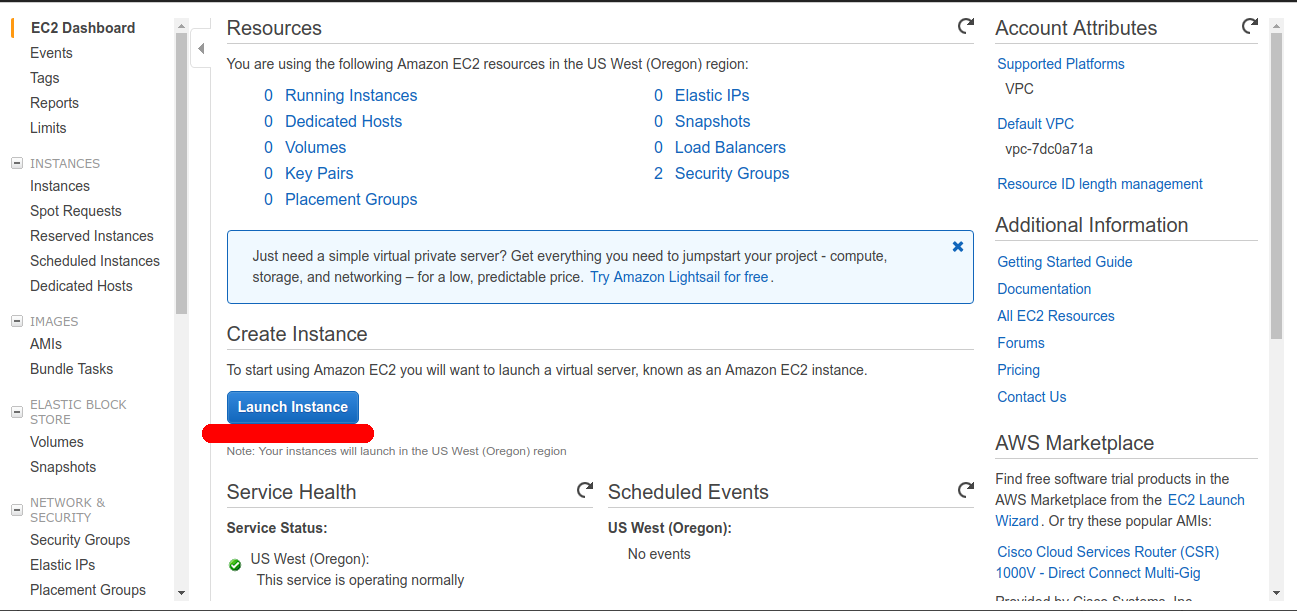 EC2 Dashboard
Events
Tags
Reports
Limits
INSTANCES
Instances
Spot Requests
Reserved Instances
Scheduled Instances
Dedicated Hosts
IMAGES
AMIs
Bundle Tasks
ELASTIC BLOCK
STORE
Volumes
Snapshots
NETWORK &
SECURITY
Security Groups
Elastic IPs
Placement Groups
Resources
You are using the following Amazon EC2 resources in the US West (Oregon) region:
0 Running Instances
0 Elastic IPs
0 Dedicated Hosts
0 Snapshots
0 Volumes
0 Load Balancers
0 Key Pairs
2 Security Groups
0 Placement Groups
Just need a simple virtual private server? Get everything you need to jumpstart your project - compute,
storage, and networking – for a low, predictable price. Try Amazon Lightsail for free.
Create Instance
To start using Amazon EC2 you will want to launch a virtual server, known as an Amazon EC2 instance.
Launch Instance
Note: Your instances will launch in the US West (Oregon) region
Service Health
Service Status:
US West (Oregon):
This service is operating normally
Scheduled Events
US West (Oregon):
No events
Account Attributes
Supported Platforms
VPC
Default VPC
vpc-7dc0a71a
Resource ID length management
Additional Information
Getting Started Guide
Documentation
All EC2 Resources
Forums
Pricing
Contact Us
AWS Marketplace
Find free software trial products in the
AWS Marketplace from the EC2 Launch
Wizard. Or try these popular AMIs:
Cisco Cloud Services Router (CSR)
1000V - Direct Connect Multi-Gig
Provided by Cisco Systems, Inc.